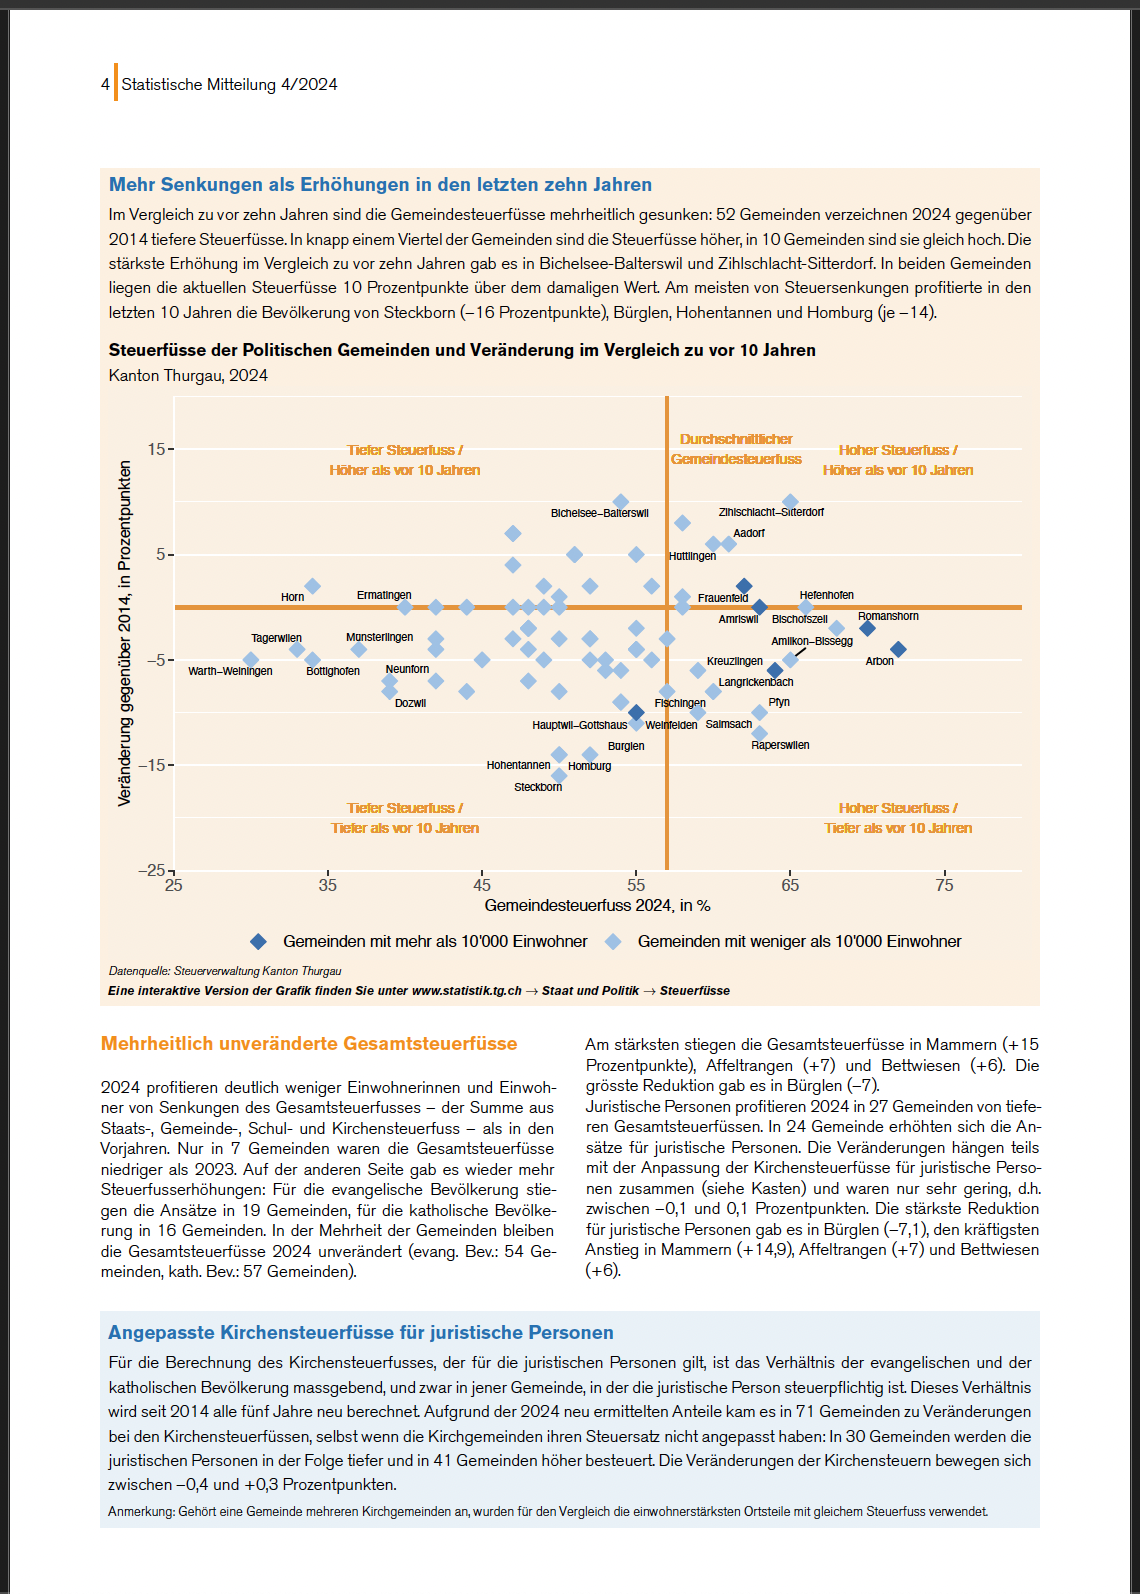 4 Statistische Mitteilung 4/2024
Mehr Senkungen als Erhöhungen in den letzten zehn Jahren
Im Vergleich zu vor zehn Jahren sind die Gemeindesteuerfüsse mehrheitlich gesunken: 52 Gemeinden verzeichnen 2024 gegenüber
2014 tiefere Steuerfüsse. In knapp einem Viertel der Gemeinden sind die Steuerfüsse höher, in 10 Gemeinden sind sie gleich hoch. Die
stärkste Erhöhung im Vergleich zu vor zehn Jahren gab es in Bichelsee-Balterswil und Zihlschlacht-Sitterdorf. In beiden Gemeinden
liegen die aktuellen Steuerfüsse 10 Prozentpunkte über dem damaligen Wert. Am meisten von Steuersenkungen profitierte in den
letzten 10 Jahren die Bevölkerung von Steckborn (–16 Prozentpunkte), Bürglen, Hohentannen und Homburg (je –14).
Steuerfüsse der Politischen Gemeinden und Veränderung im Vergleich zu vor 10 Jahren
Kanton Thurgau, 2024
Veränderung gegenüber 2014, in Prozentpunkten
15
5
–5
–15
–25
Tiefer Steuerfuss /
Höher als vor 10 Jahren
Durchschnittlicher
Gemeindesteuerfuss
Hoher Steuerfuss /
Höher als vor 10 Jahren
Bichelsee–Balterswil
Zihlschlacht–Sitterdorf
Aadorf
Hüttlingen
Horn
Ermatingen
Frauenfeld
Hefenhofen
Amriswil
Bischofszell
Romanshorn
Tägerwilen
Münsterlingen
Amlikon–Bissegg
Warth–Weiningen
Bottighofen
Neunforn
Kreuzlingen
Arbon
Langrickenbach
Dozwil
Fischingen
Pfyn
Hauptwil–Gottshaus
Weinfelden
Salmsach
Bürglen
Raperswilen
Hohentannen
Homburg
Steckborn
Tiefer Steuerfuss /
Tiefer als vor 10 Jahren
Hoher Steuerfuss /
Tiefer als vor 10 Jahren
25 35 45 55 65 75
Gemeindesteuerfuss 2024, in %
Gemeinden mit mehr als 10'000 Einwohner Gemeinden mit weniger als 10'000 Einwohner
Datenquelle: Steuerverwaltung Kanton Thurgau
Eine interaktive Version der Grafik finden Sie unter www.statistik.tg.ch → Staat und Politik → Steuerfüsse
Mehrheitlich unveränderte Gesamtsteuerfüsse
2024 profitieren deutlich weniger Einwohnerinnen und Einwoh-
ner von Senkungen des Gesamtsteuerfusses – der Summe aus
Staats-, Gemeinde-, Schul- und Kirchensteuerfuss – als in den
Vorjahren. Nur in 7 Gemeinden waren die Gesamtsteuerfüsse
niedriger als 2023. Auf der anderen Seite gab es wieder mehr
Steuerfusserhöhungen: Für die evangelische Bevölkerung stie-
gen die Ansätze in 19 Gemeinden, für die katholische Bevölke-
rung in 16 Gemeinden. In der Mehrheit der Gemeinden bleiben
die Gesamtsteuerfüsse 2024 unverändert (evang. Bev.: 54 Ge-
meinden, kath. Bev.: 57 Gemeinden).
Am stärksten stiegen die Gesamtsteuerfüsse in Mammern (+15
Prozentpunkte), Affeltrangen (+7) und Bettwiesen (+6). Die
grösste Reduktion gab es in Bürglen (–7).
Juristische Personen profitieren 2024 in 27 Gemeinden von tiefe-
ren Gesamtsteuerfüssen. In 24 Gemeinde erhöhten sich die An-
sätze für juristische Personen. Die Veränderungen hängen teils
mit der Anpassung der Kirchensteuerfüsse für juristische Perso-
nen zusammen (siehe Kasten) und waren nur sehr gering, d.h.
zwischen –0,1 und 0,1 Prozentpunkten. Die stärkste Reduktion
für juristische Personen gab es in Bürglen (–7,1), den kräftigsten
Anstieg in Mammern (+14,9), Affeltrangen (+7) und Bettwiesen
(+6).
Angepasste Kirchensteuerfüsse für juristische Personen
Für die Berechnung des Kirchensteuerfusses, der für die juristischen Personen gilt, ist das Verhältnis der evangelischen und der
katholischen Bevölkerung massgebend, und zwar in jener Gemeinde, in der die juristische Person steuerpflichtig ist. Dieses Verhältnis
wird seit 2014 alle fünf Jahre neu berechnet. Aufgrund der 2024 neu ermittelten Anteile kam es in 71 Gemeinden zu Veränderungen
bei den Kirchensteuerfüssen, selbst wenn die Kirchgemeinden ihren Steuersatz nicht angepasst haben: In 30 Gemeinden werden die
juristischen Personen in der Folge tiefer und in 41 Gemeinden höher besteuert. Die Veränderungen der Kirchensteuern bewegen sich
zwischen –0,4 und +0,3 Prozentpunkten.
Anmerkung: Gehört eine Gemeinde mehreren Kirchgemeinden an, wurden für den Vergleich die einwohnerstärksten Ortsteile mit gleichem Steuerfuss verwendet.